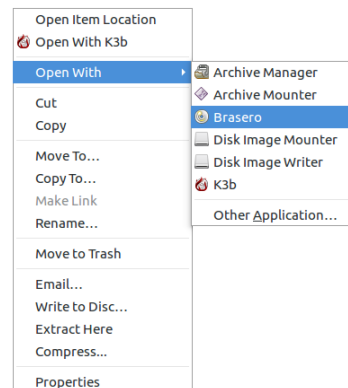 Open Item Location
Open With K3b
Open With
Cut
Copy
Move To…
Copy To…
Make Link
Rename…
Move to Trash
Email…
Write to Disc…
Extract Here
Compress...
Properties
Archive Manager
Archive Mounter
Brasero
Disk Image Mounter
Disk Image Writer
K3b
Other Application…